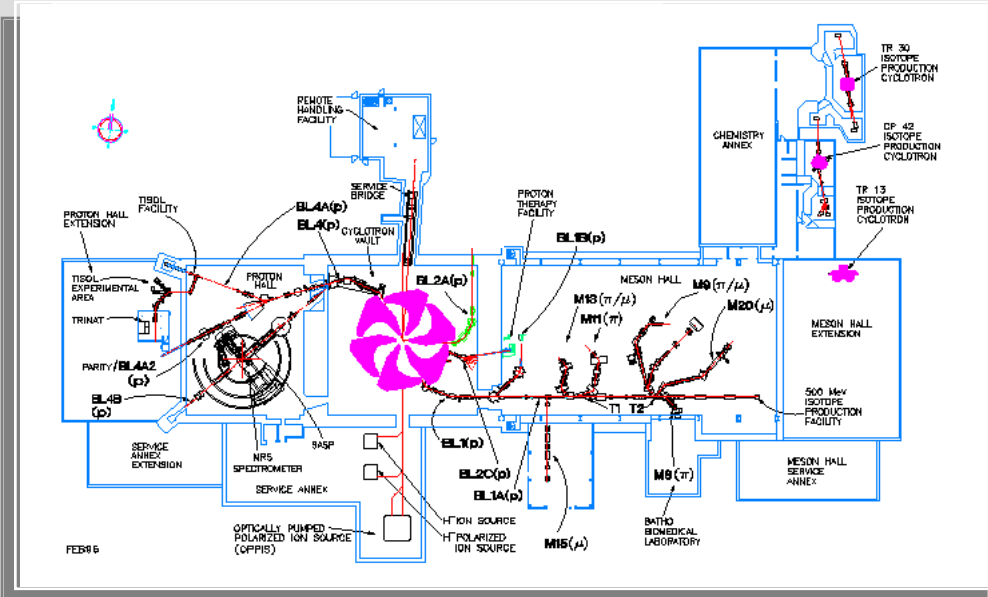 TR 30
ISOTOPE
PRODUCTION
CYCLOTRON
REMOTE
HANDLING
FACILITY
CHEMISTRY
ANNEX
CP 42
ISOTOPE
PRODUCTION
CYCLOTRON
TR 13
ISOTOPE
PRODUCTION
CYCLOTRON
SERVICE
BRIDGE
PROTON
THERAPY
FACILITY
TISOL
FACILITY
PROTON HALL
EXTENSION
BL4A(p)
BL4(p)
CYCLOTRON
VAULT
BL1B(p)
TISOL
EXPERIMENTAL
AREA
PROTON
HALL
BL2A(p)
MESON HALL
M9(π/μ)
M13(π/μ)
M11(π)
M20(μ)
TRINAT
MESON HALL
EXTENSION
PARITY/BL4A2
(p)
BL4B
(p)
500 MeV
ISOTOPE
PRODUCTION
FACILITY
T1 T2
SERVICE
ANNEX
EXTENSION
NRS
SPECTROMETER
SASP
BL1(p)
BL2C(p)
BL1A(p)
M8(π)
MESON HALL
SERVICE
ANNEX
SERVICE ANNEX
OPTICALLY PUMPED
POLARIZED ION SOURCE
(OPPIS)
H⁻ ION SOURCE
H⁻ POLARIZED
ION SOURCE
M15(μ)
BATHO
BIOMEDICAL
LABORATORY